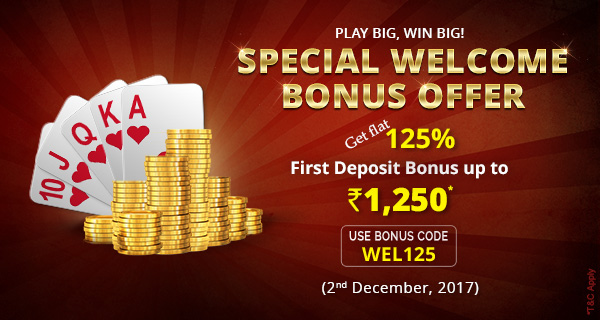 PLAY BIG, WIN BIG!
SPECIAL WELCOME
BONUS OFFER
Get flat 125%
First Deposit Bonus up to
₹1,250*
USE BONUS CODE
WEL125
(2nd December, 2017)
10 J Q K A
*T&C Apply